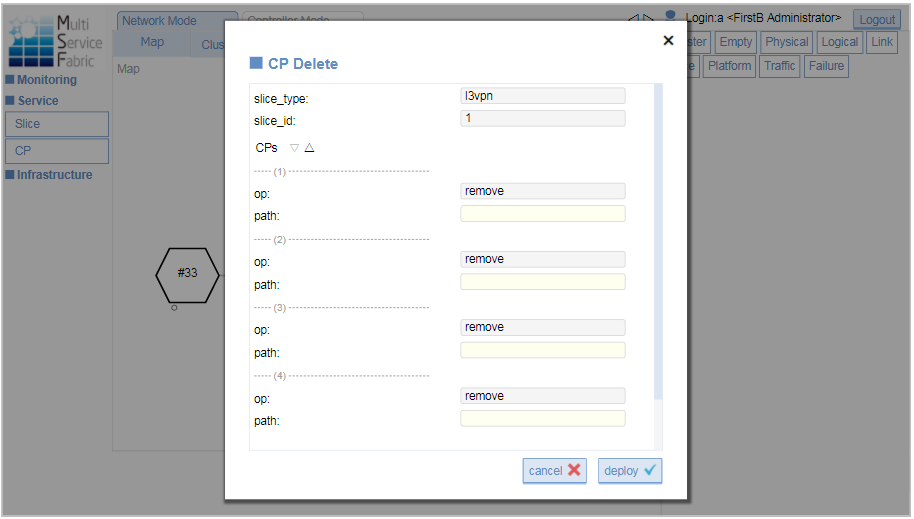 Multi
Service
Fabric
Network Mode
Controller Mode
Login:a <FirstB Administrator>
Logout
Map
Clus
ster
Empty
Physical
Logical
Link
e
Platform
Traffic
Failure
Map
Monitoring
Service
Slice
CP
Infrastructure
#33
CP Delete
slice_type:
l3vpn
slice_id:
1
CPs ▽ △
----- (1) ----------------------------------------
op:
remove
path:
----- (2) ----------------------------------------
op:
remove
path:
----- (3) ----------------------------------------
op:
remove
path:
----- (4) ----------------------------------------
op:
remove
path:
cancel
deploy